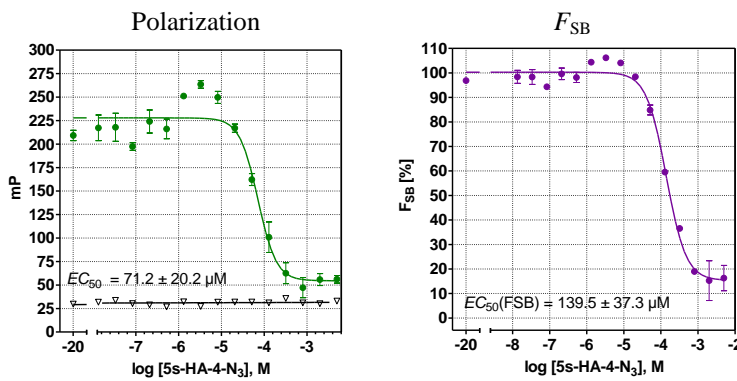 Polarization
300
275
250
225
200
175
150
125
100
75
50
25
0
mP
EC50 = 71.2 ± 20.2 µM
-20 -7 -6 -5 -4 -3
log [5s-HA-4-N3], M
FSB
110
100
90
80
70
60
50
40
30
20
10
0
FSB [%]
EC50(FSB) = 139.5 ± 37.3 µM
-20 -8 -7 -6 -5 -4 -3 -2
log [5s-HA-4-N3], M